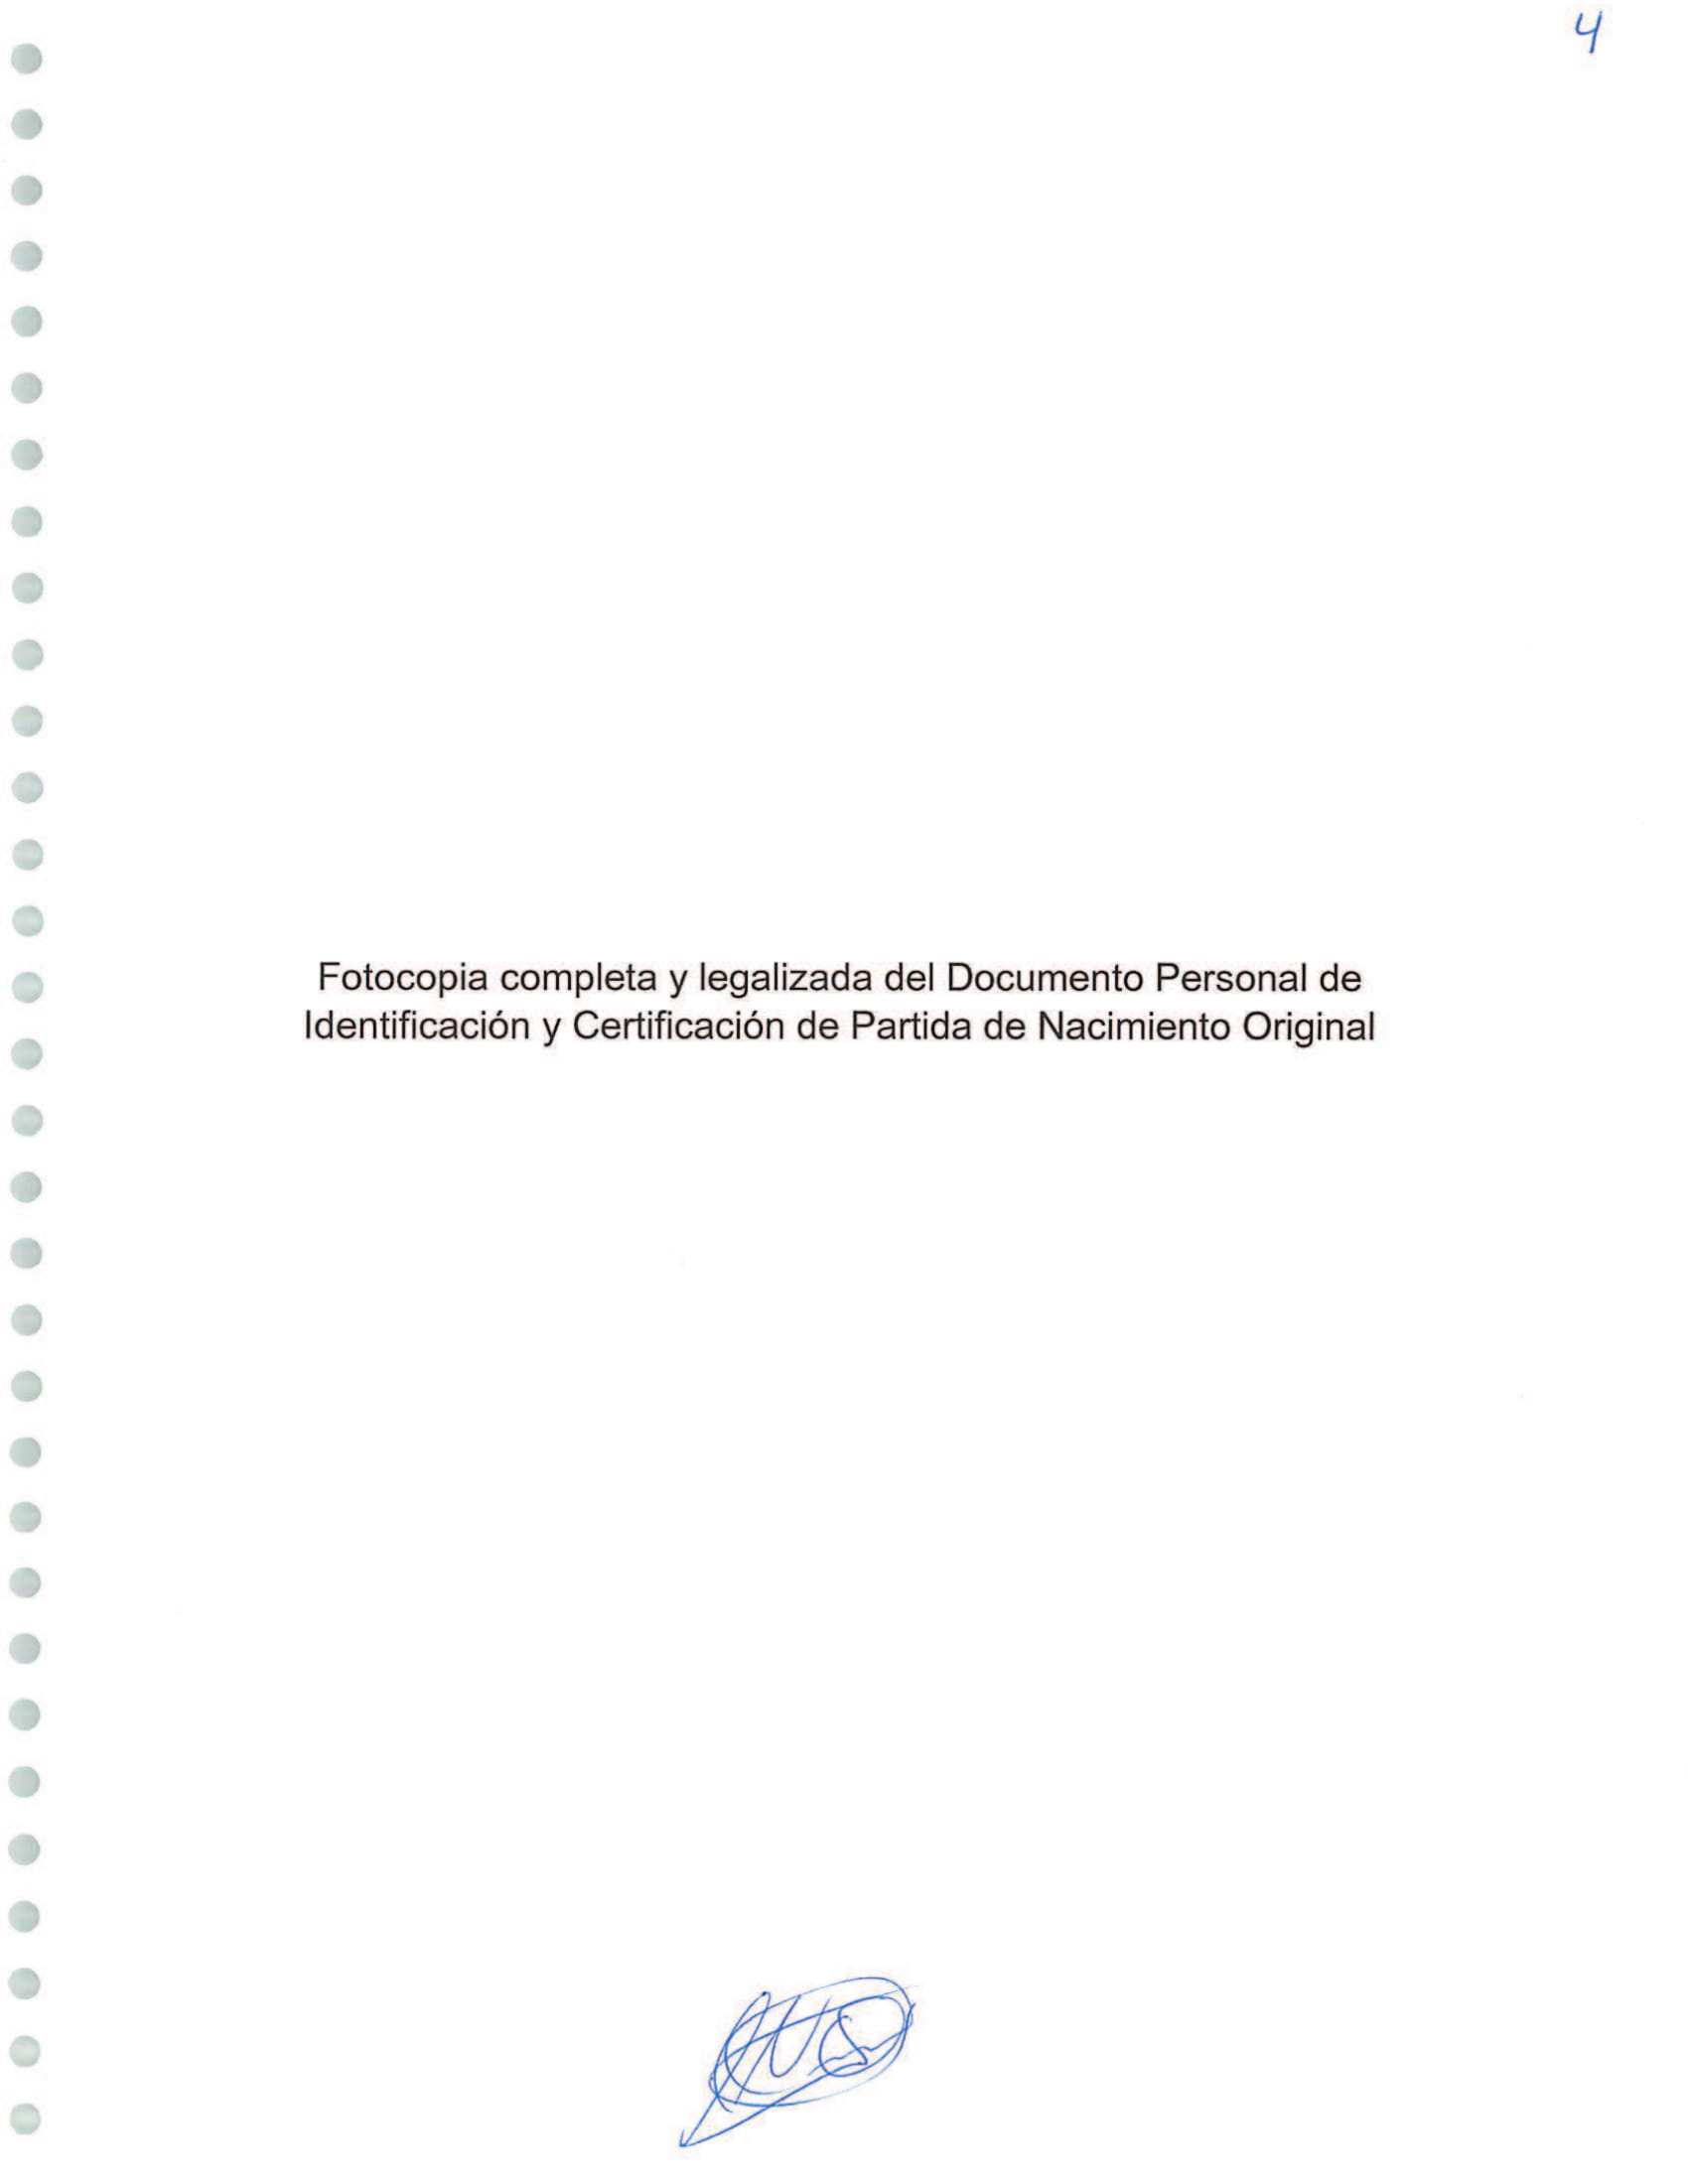 4
Fotocopia completa y legalizada del Documento Personal de
Identificación y Certificación de Partida de Nacimiento Original